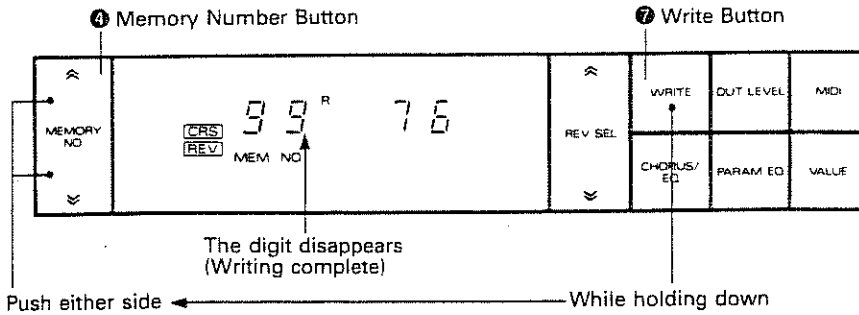 ❹ Memory Number Button
❼ Write Button
MEMORY NO
CRS
REV
99 R 76
MEM NO
REV SEL
WRITE
OUT LEVEL
MIDI
CHORUS/EQ
PARAM EQ
VALUE
The digit disappears
(Writing complete)
Push either side
While holding down